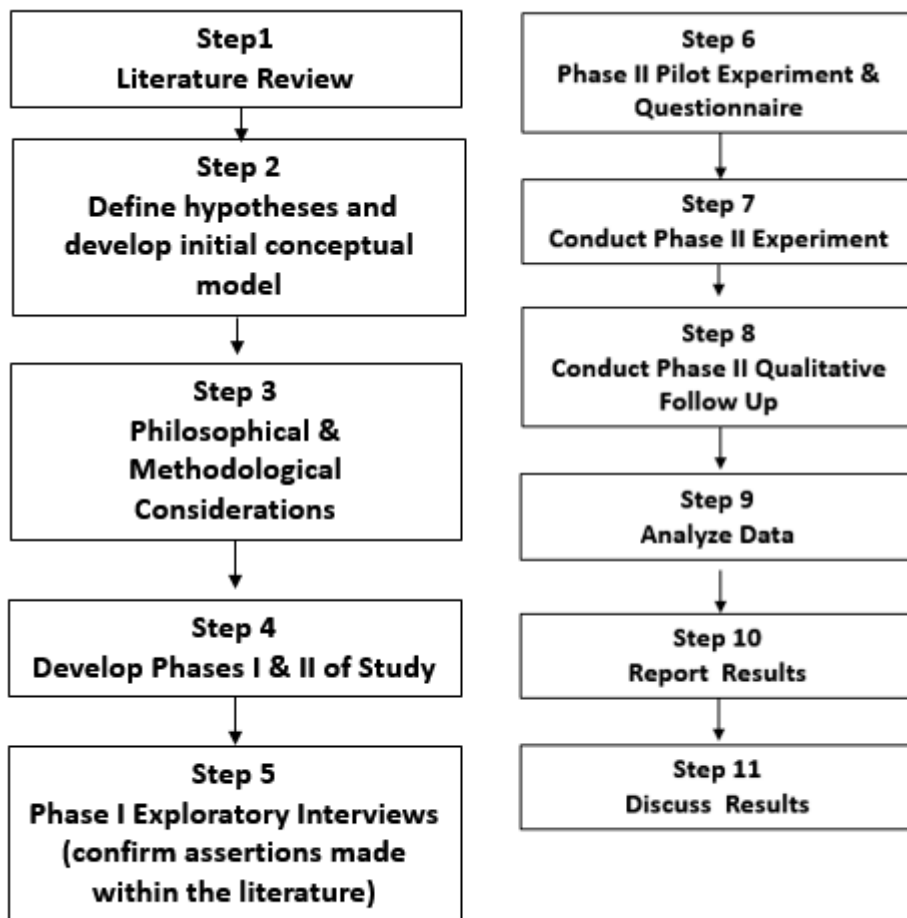 Step1
Literature Review
Step 2
Define hypotheses and
develop initial conceptual
model
Step 3
Philosophical &
Methodological
Considerations
Step 4
Develop Phases I & II of Study
Step 5
Phase I Exploratory Interviews
(confirm assertions made
within the literature)
Step 6
Phase II Pilot Experiment &
Questionnaire
Step 7
Conduct Phase II Experiment
Step 8
Conduct Phase II Qualitative
Follow Up
Step 9
Analyze Data
Step 10
Report Results
Step 11
Discuss Results